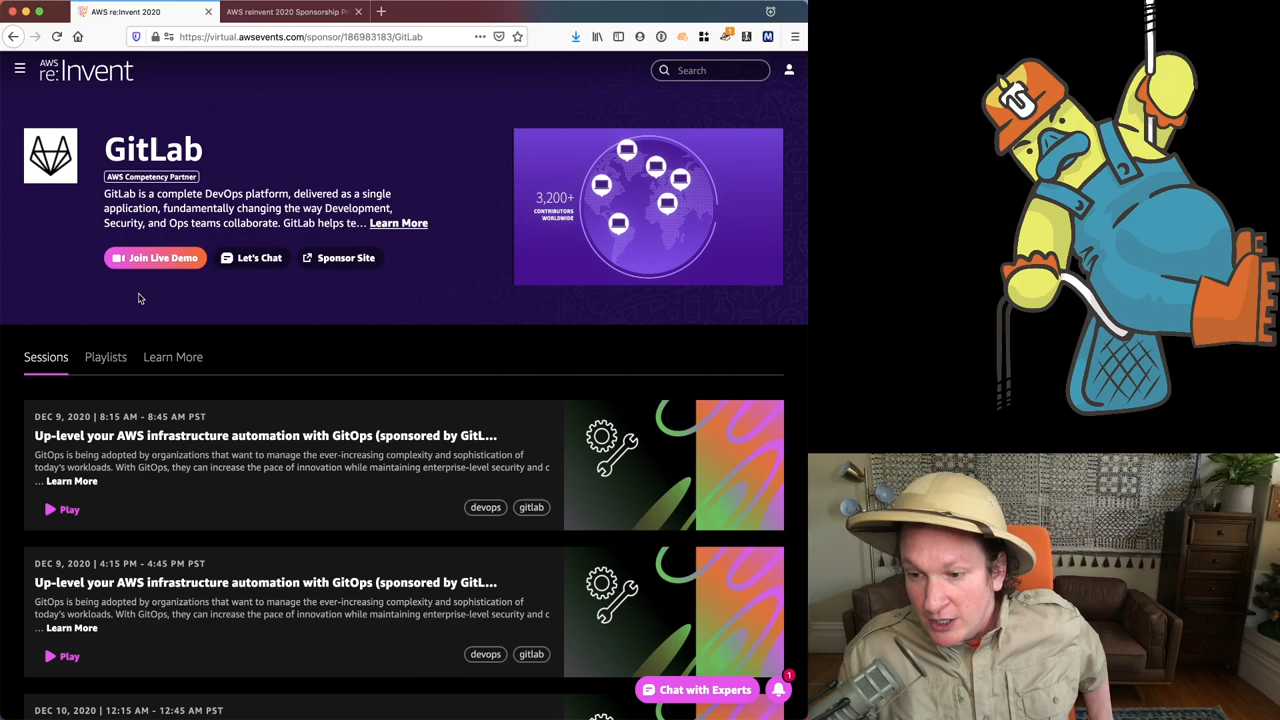 AWS re:Invent 2020
AWS reInvent 2020 Sponsorship Pr
https://virtual.awsevents.com/sponsor/186983183/GitLab
AWS
re:Invent
Search
GitLab
AWS Competency Partner
GitLab is a complete DevOps platform, delivered as a single
application, fundamentally changing the way Development,
Security, and Ops teams collaborate. GitLab helps te... Learn More
Join Live Demo
Let's Chat
Sponsor Site
3,200+
CONTRIBUTORS
WORLDWIDE
Sessions
Playlists
Learn More
DEC 9, 2020 | 8:15 AM - 8:45 AM PST
Up-level your AWS infrastructure automation with GitOps (sponsored by GitL...
GitOps is being adopted by organizations that want to manage the ever-increasing complexity and sophistication of
today's workloads. With GitOps, they can increase the pace of innovation while maintaining enterprise-level security and c
... Learn More
Play
devops
gitlab
DEC 9, 2020 | 4:15 PM - 4:45 PM PST
Up-level your AWS infrastructure automation with GitOps (sponsored by GitL...
GitOps is being adopted by organizations that want to manage the ever-increasing complexity and sophistication of
today's workloads. With GitOps, they can increase the pace of innovation while maintaining enterprise-level security and c
... Learn More
Play
devops
gitlab
1
Chat with Experts
DEC 10, 2020 | 12:15 AM - 12:45 AM PST